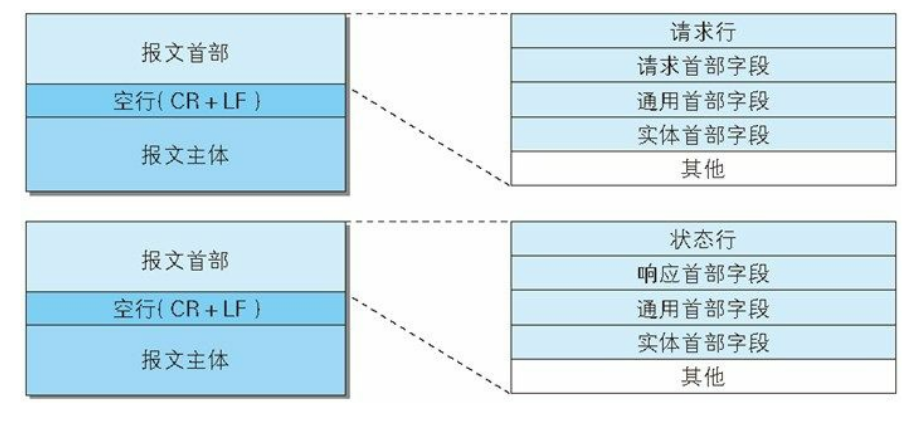 报文首部
空行( CR + LF )
报文主体
请求行
请求首部字段
通用首部字段
实体首部字段
其他
报文首部
空行( CR + LF )
报文主体
状态行
响应首部字段
通用首部字段
实体首部字段
其他